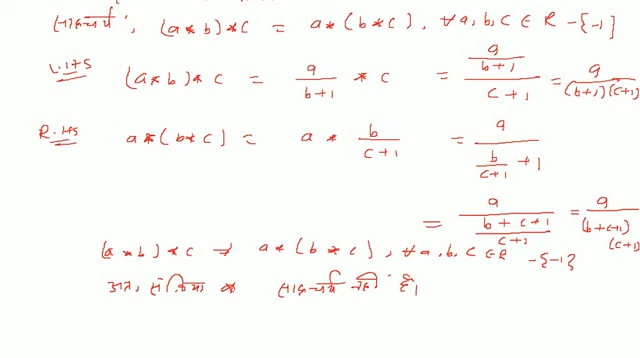 साहचर्य, (a*b)*c = a*(b*c), ∀ a, b, c ∈ R - {-1}
L.H.S (a*b)*c = a/(b+1) * c = (a/(b+1))/(c+1) = a/((b+1)(c+1))
R.H.S a*(b*c) = a * b/(c+1) = a/(b/(c+1) + 1)
= a/((b+c+1)/(c+1)) = a/((b+c+1)(c+1))
(a*b)*c → a*(b*c), ∀ a, b, c ∈ R - {-1}
अतः संक्रिया * साहचर्य नहीं है।